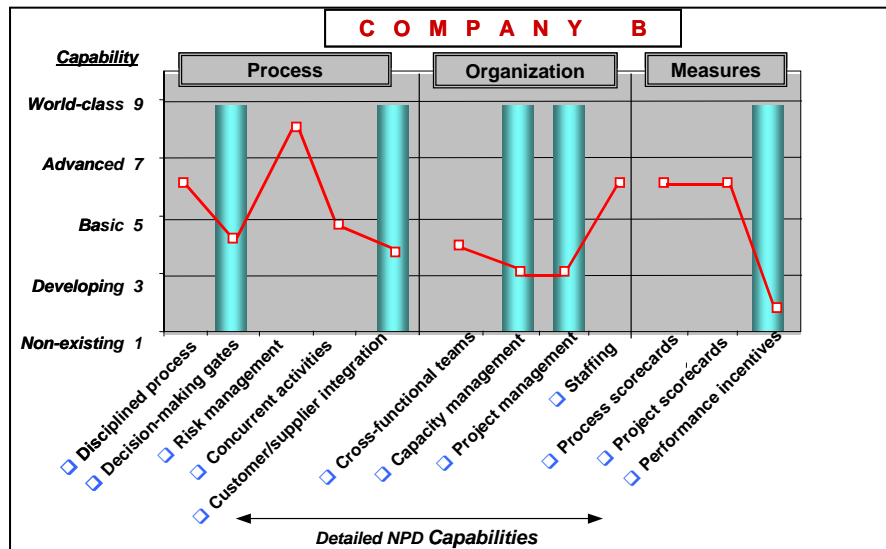 COMPANY B
Capability
Process
Organization
Measures
World-class 9
Advanced 7
Basic 5
Developing 3
Non-existing 1
Disciplined process
Decision-making gates
Risk management
Concurrent activities
Customer/supplier integration
Cross-functional teams
Capacity management
Project management
Staffing
Process scorecards
Project scorecards
Performance incentives
Detailed NPD Capabilities